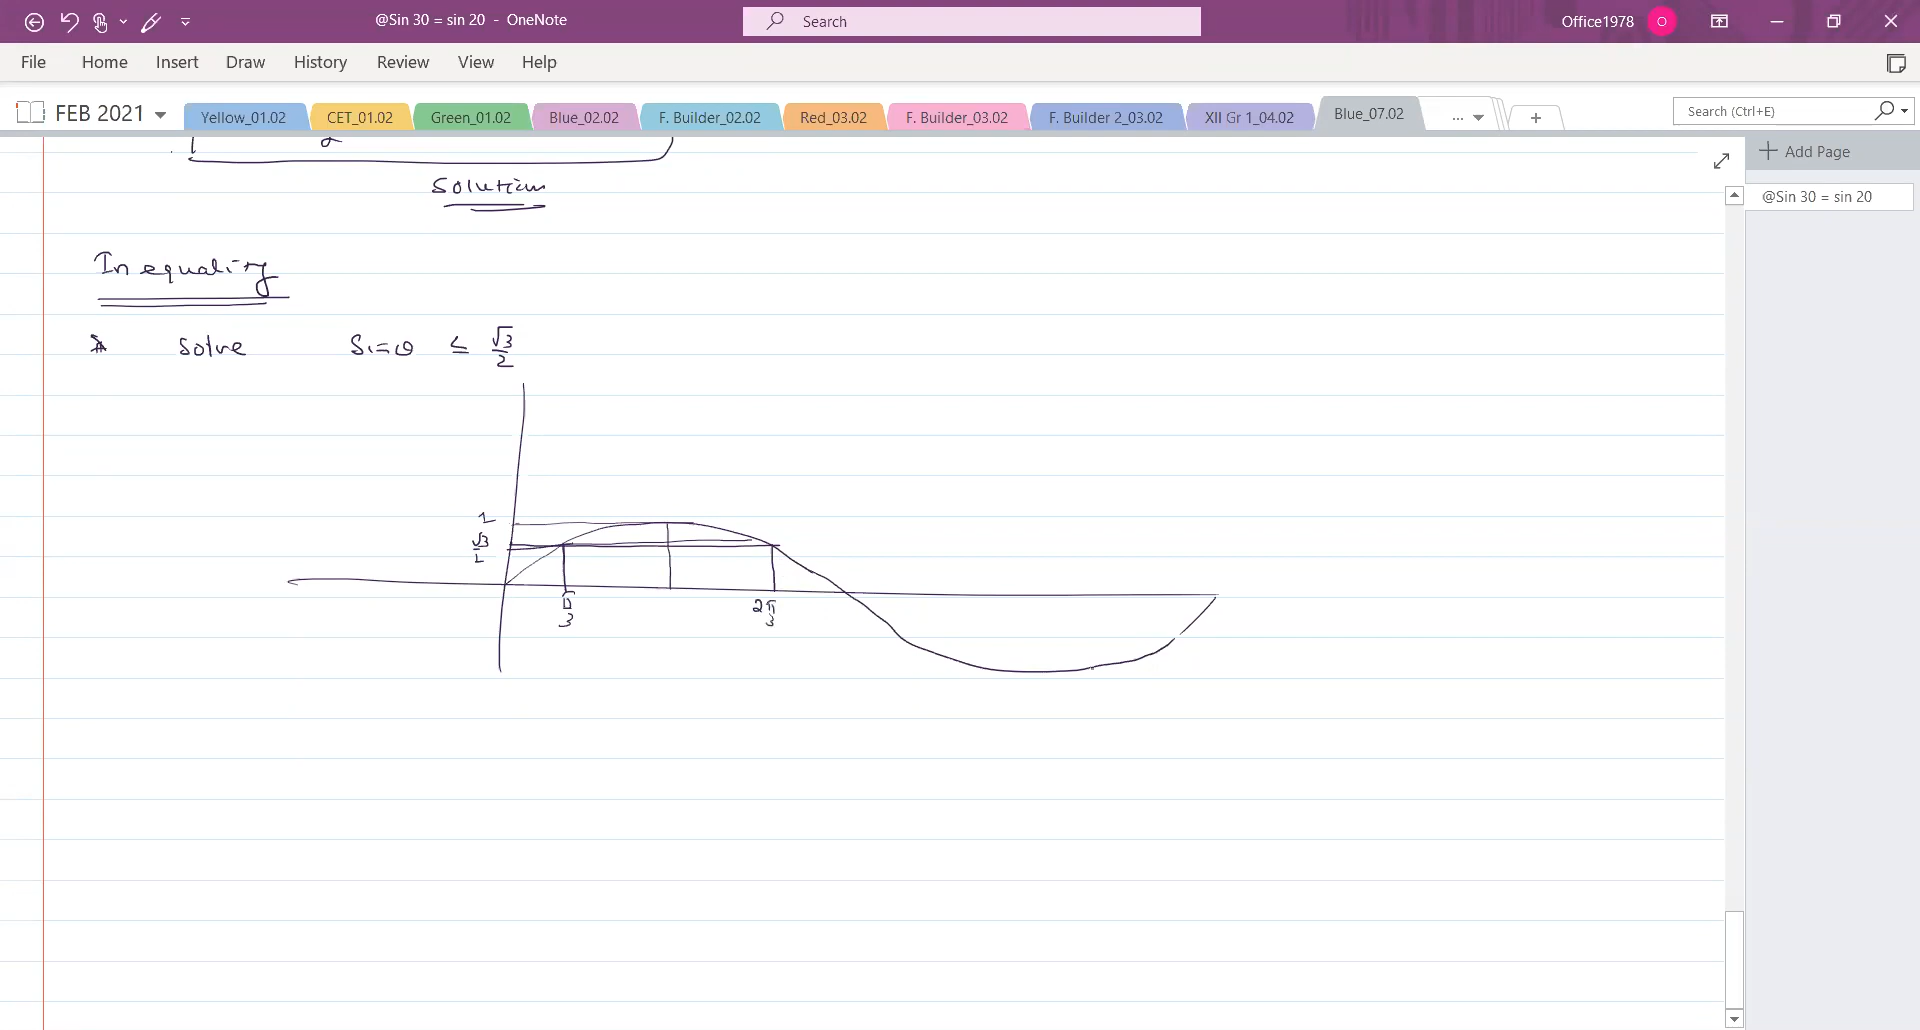 @Sin 30 = sin 20 - OneNote
Search
Office1978
O
File Home Insert Draw History Review View Help
FEB 2021
Yellow_01.02
CET_01.02
Green_01.02
Blue_02.02
F. Builder_02.02
Red_03.02
F. Builder_03.02
F. Builder 2_03.02
XII Gr 1_04.02
Blue_07.02
...
+
Search (Ctrl+E)
Add Page
@Sin 30 = sin 20
Solution
Inequality
Solve Sinθ ≤ √3/2
1
√3/2
π/3
2π/3